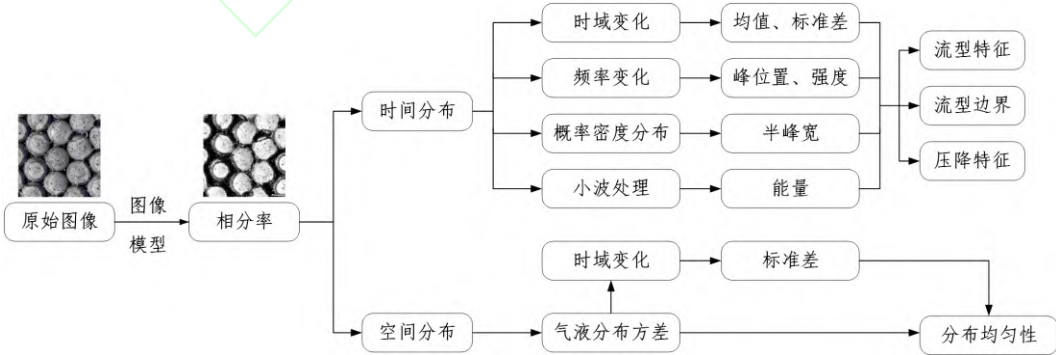 时域变化
均值、标准差
流型特征
频率变化
峰位置、强度
时间分布
流型边界
概率密度分布
半峰宽
压降特征
小波处理
能量
原始图像
图像
模型
相分率
时域变化
标准差
空间分布
气液分布方差
分布均匀性